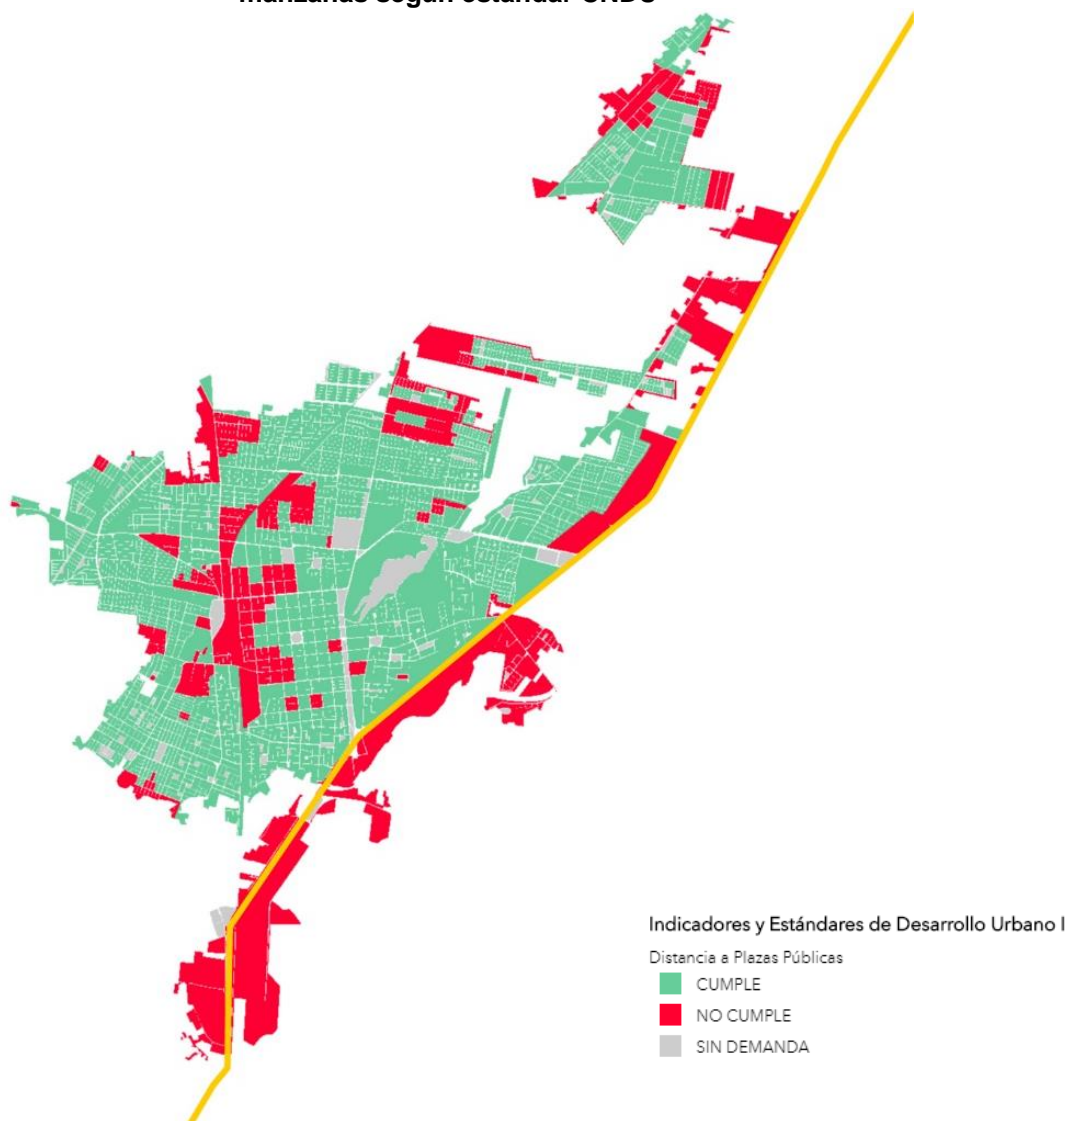 manzanas según estándar CNDU
Indicadores y Estándares de Desarrollo Urbano I
Distancia a Plazas Públicas
CUMPLE
NO CUMPLE
SIN DEMANDA